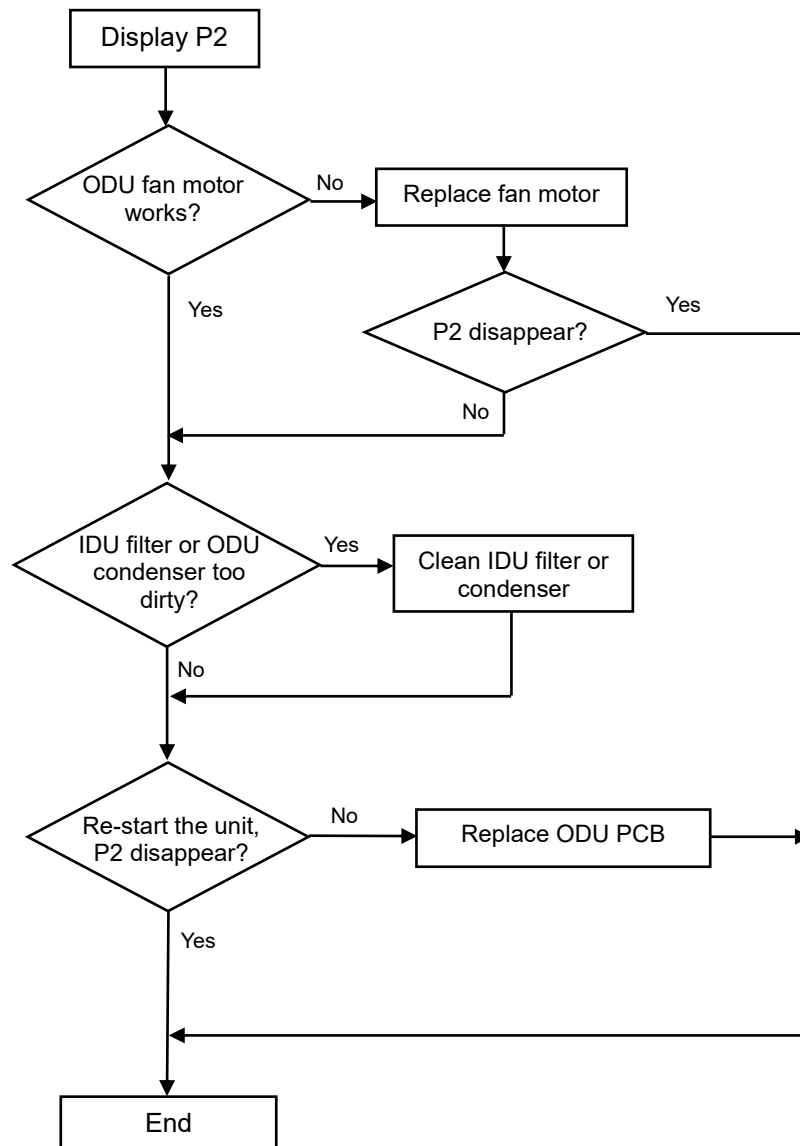 Display P2
ODU fan motor
works?
No
Replace fan motor
Yes
P2 disappear?
Yes
No
IDU filter or ODU
condenser too
dirty?
Yes
Clean IDU filter or
condenser
No
Re-start the unit,
P2 disappear?
No
Replace ODU PCB
Yes
End